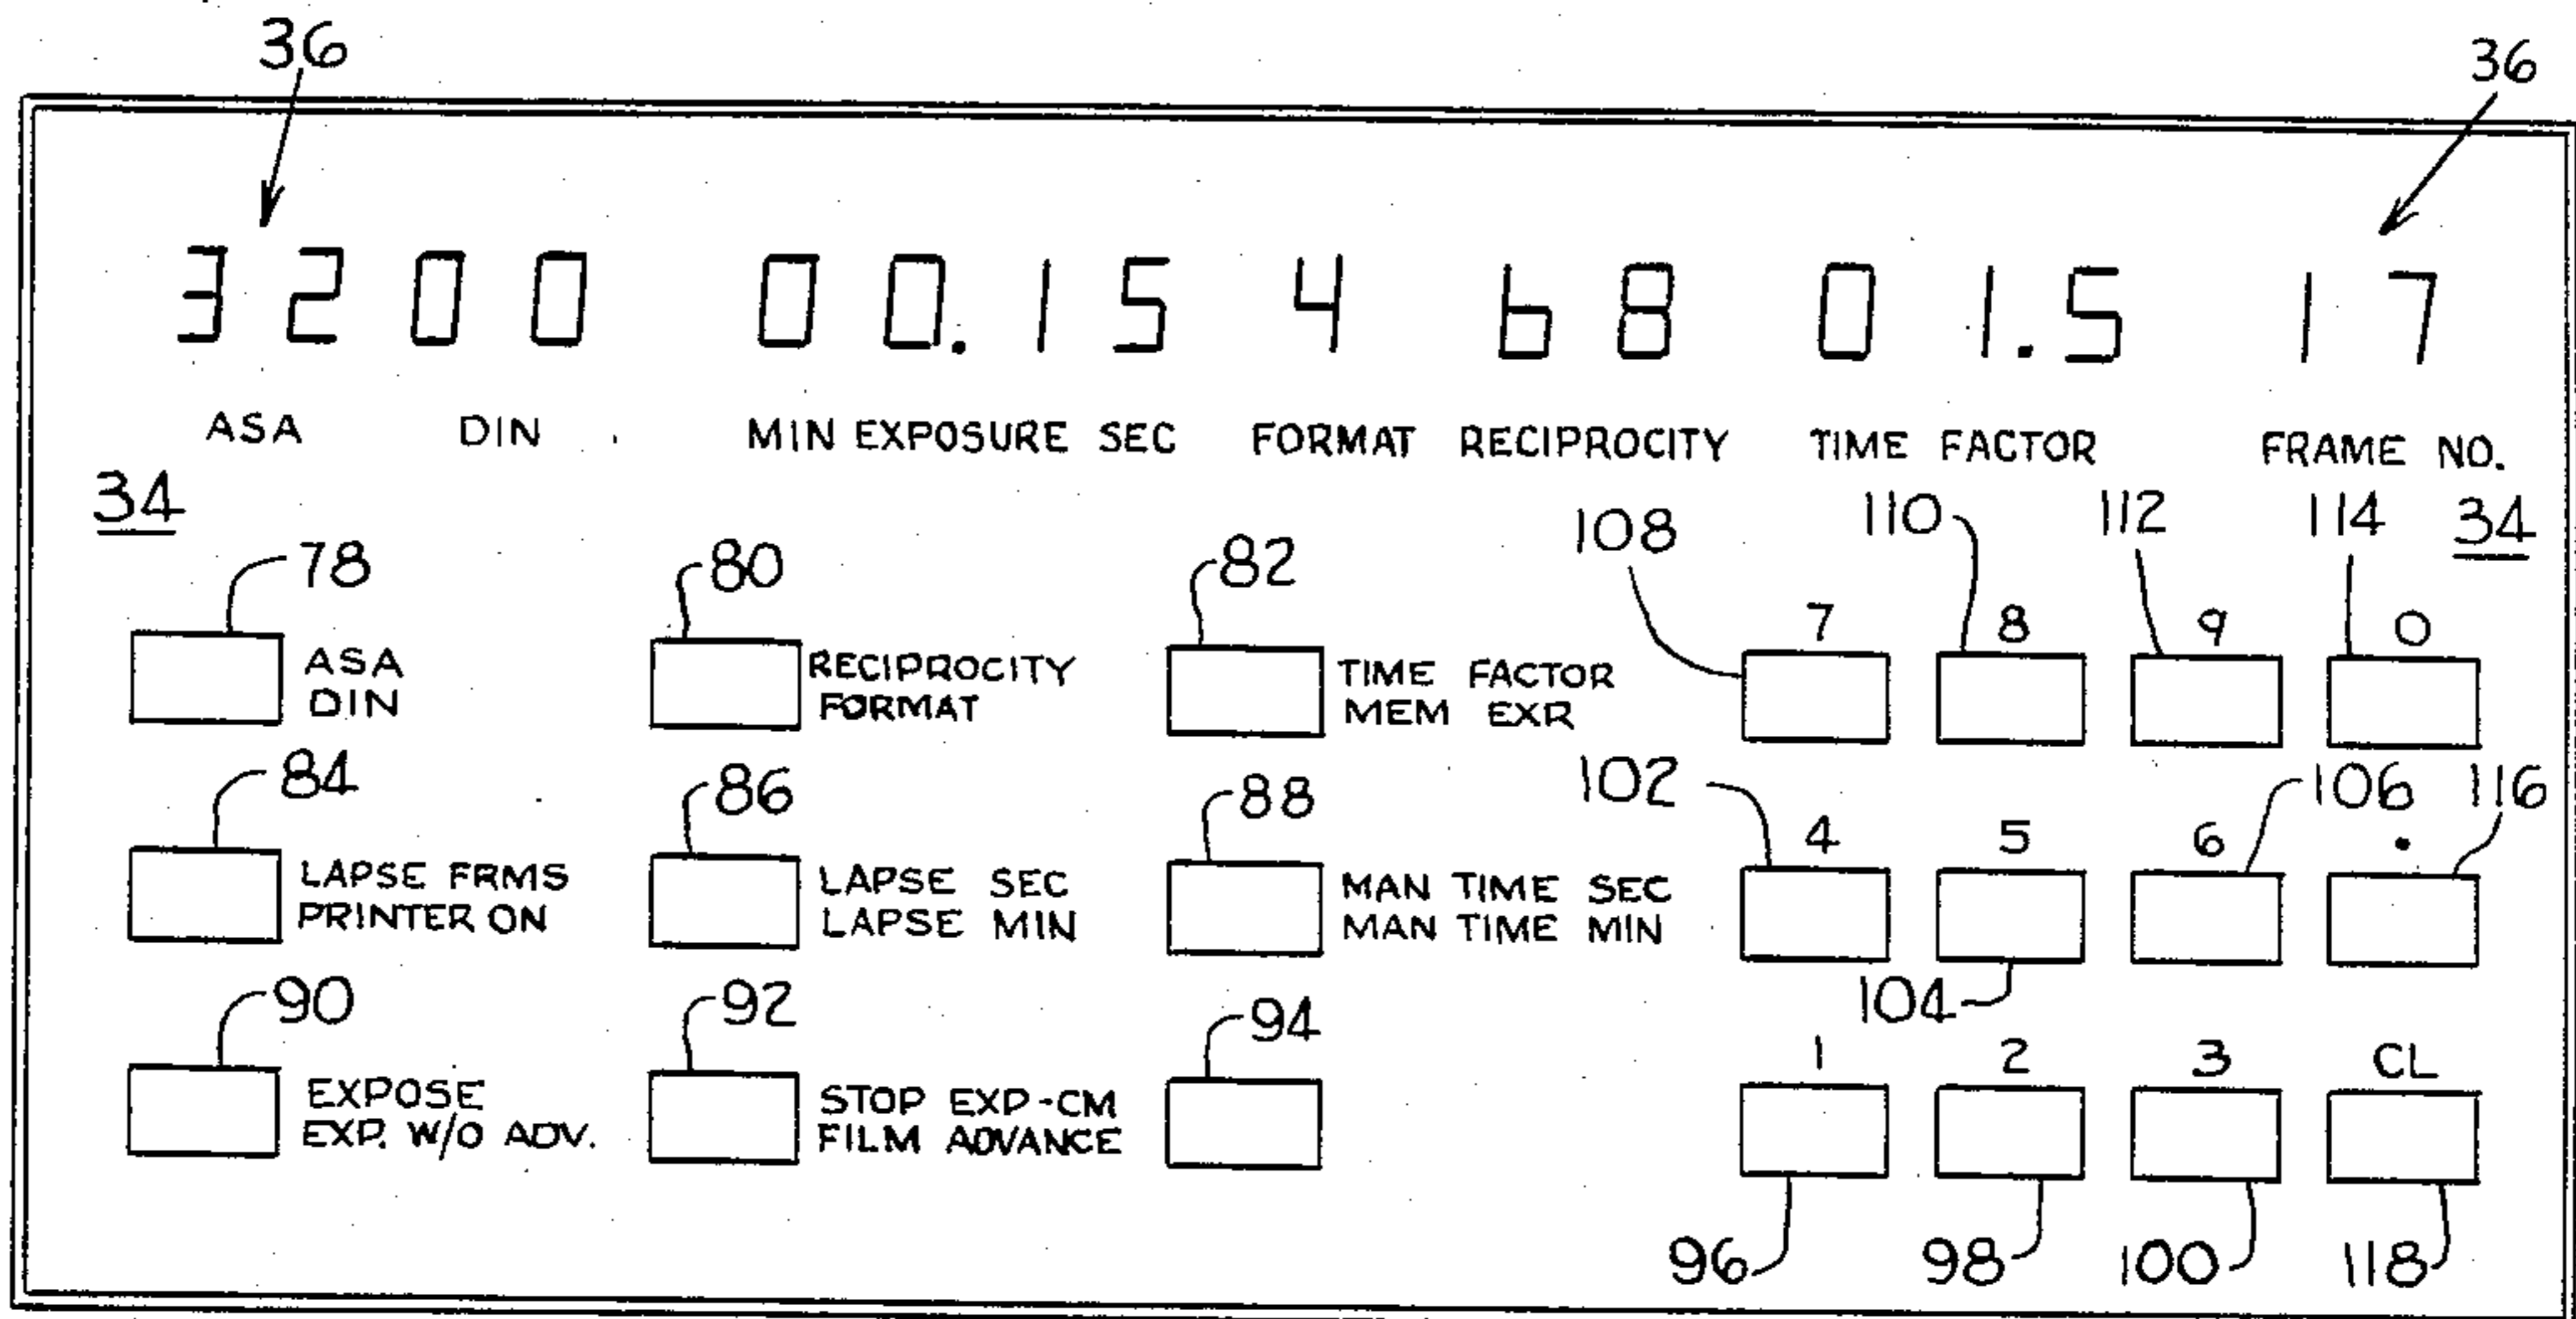 36 36
3200 00.15 4 68 01.5 17
ASA DIN MIN EXPOSURE SEC FORMAT RECIPROCITY TIME FACTOR FRAME NO.
34 108 110 112 114 34
78 80 82 7 8 9 0
ASA RECIPROCITY TIME FACTOR
DIN FORMAT MEM EXR
84 86 88 102 4 5 6 106 . 116
LAPSE FRMS LAPSE SEC MAN TIME SEC
PRINTER ON LAPSE MIN MAN TIME MIN
90 92 94 104
1 2 3 CL
EXPOSE STOP EXP-CM
EXP. W/O ADV. FILM ADVANCE
96 98 100 118